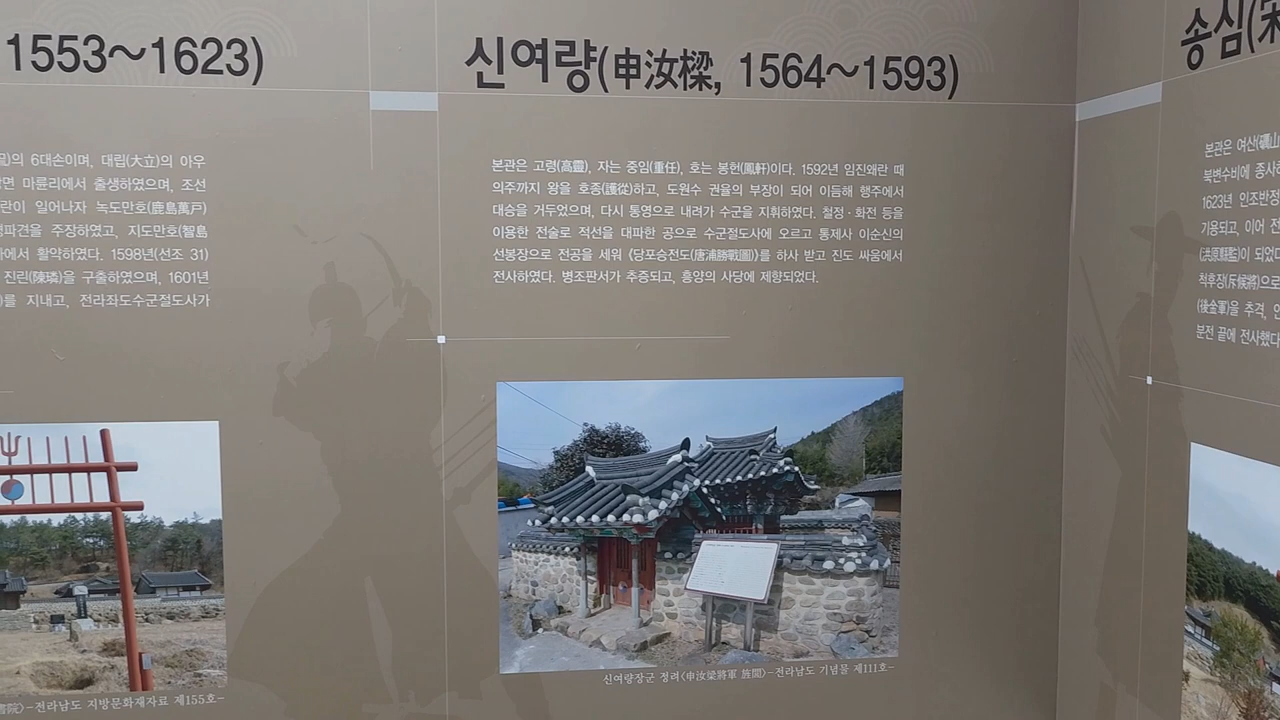 1553~1623)
의 6대손이며, 대립(大立)의 아우
면 마륜리에서 출생하였으며, 조선
란이 일어나자 녹도만호(鹿島萬戶)
파견을 주장하였고, 지도만호(智島
에서 활약하였다. 1598년(선조 31)
진린(陳璘)을 구출하였으며, 1601년
를 지내고, 전라좌도수군절도사가
書院)-전라남도 지방문화재자료 제155호-
신여량(申汝樑, 1564~1593)
본관은 고령(高靈), 자는 중임(重任), 호는 봉헌(鳳軒)이다. 1592년 임진왜란 때
의주까지 왕을 호종(護從)하고, 도원수 권율의 부장이 되어 이듬해 행주에서
대승을 거두었으며, 다시 통영으로 내려가 수군을 지휘하였다. 철정·화전 등을
이용한 전술로 적선을 대파한 공으로 수군절도사에 오르고 통제사 이순신의
선봉장으로 전공을 세워 《당포승전도(唐浦勝戰圖)》를 하사 받고 진도 싸움에서
전사하였다. 병조판서가 추증되고, 흥양의 사당에 제향되었다.
신여량장군 정려(申汝梁將軍 旌閭)-전라남도 기념물 제111호-
송심(宋
본관은 여산(礪山
북변수비에 종사하
1623년 인조반정
기용되고, 이어 전
(洪原縣監)이 되었다
척후장(斥候將)으로
(後金軍)을 추격, 안
분전 끝에 전사했다